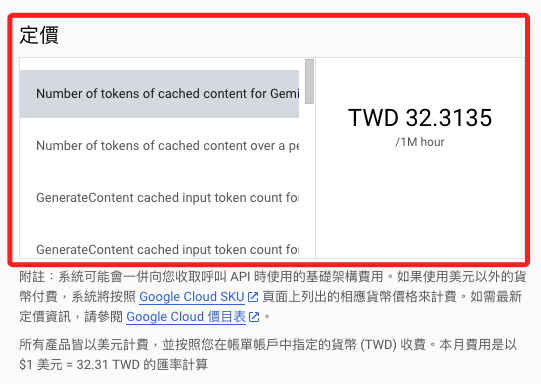 定價
Number of tokens of cached content for Gemi
TWD 32.3135
/1M hour
Number of tokens of cached content over a pe
GenerateContent cached input token count for
GenerateContent cached input token count for
附註：系統可能會一併向您收取呼叫 API 時使用的基礎架構費用。如果使用美元以外的貨
幣付費，系統將按照 Google Cloud SKU 頁面上列出的相應貨幣價格來計費。如需最新
定價資訊，請參閱 Google Cloud 價目表。
所有產品皆以美元計費，並按照您在帳單帳戶中指定的貨幣 (TWD) 收費。本月費用是以
$1 美元 = 32.31 TWD 的匯率計算